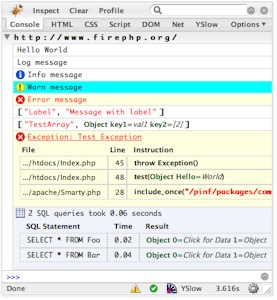 Inspect Clear Profile
Console HTML CSS Script DOM Net YSlow Options
http://www.firephp.org/
Hello World
Log message
Info message
Warn message
Error message
["Label", "Message with label"]
["TestArray", Object key1=val1 key2=[2]]
Exception: Test Exception
File Line Instruction
.../htdocs/Index.php 45 throw Exception()
.../htdocs/Index.php 48 test(Object Hello=World)
.../apache/Smarty.php 28 include_once("/pinf/packages/com
2 SQL queries took 0.06 seconds
SQL Statement Time Result
SELECT * FROM Foo 0.02 Object 0=Click for Data 1=Object
SELECT * FROM Bar 0.04 Object 0=Click for Data 1=Object
>>>
Done YSlow 3.616s